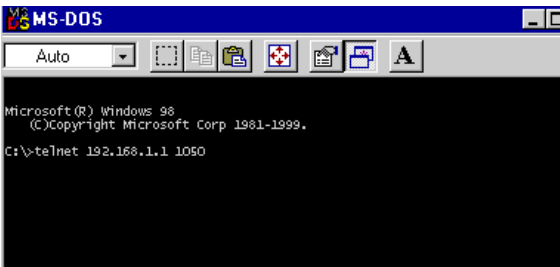 MS-DOS
Auto
A
Microsoft(R) Windows 98
(C)Copyright Microsoft Corp 1981-1999.
C:\>telnet 192.168.1.1 1050